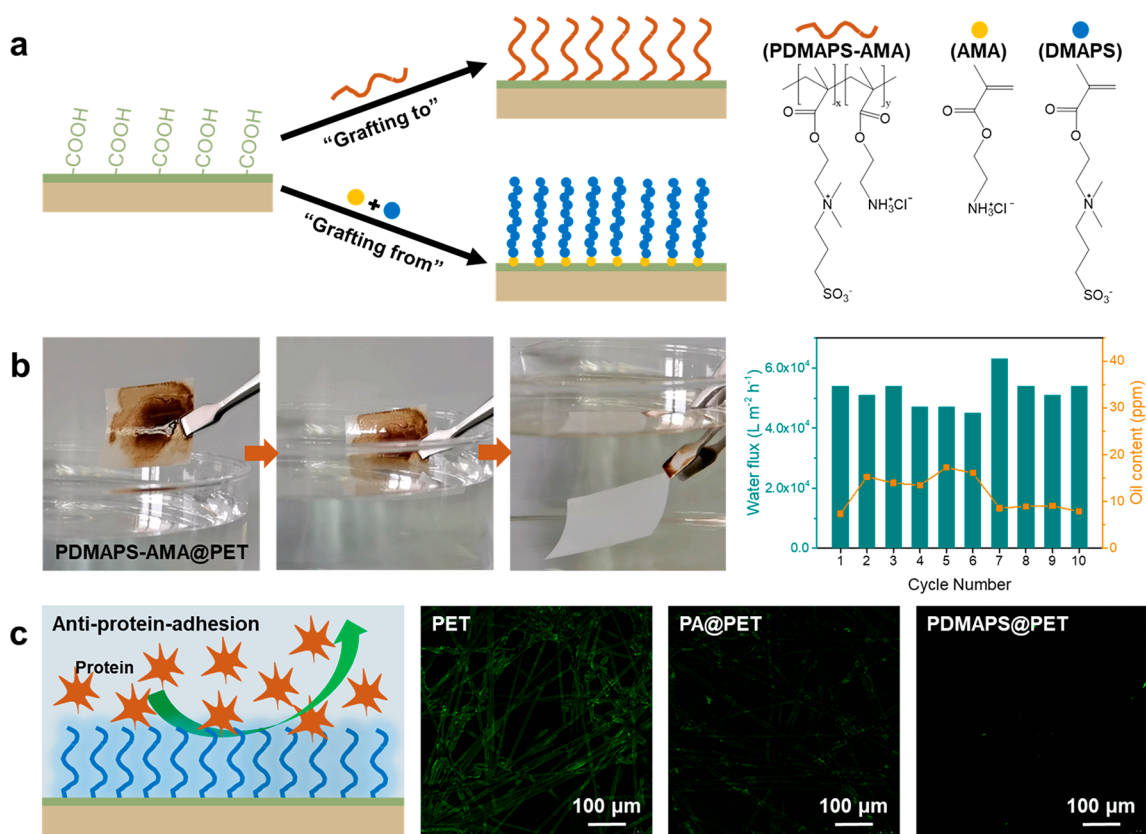 a
-COOH
-COOH
-COOH
-COOH
-COOH
“Grafting to”
+
“Grafting from”
(PDMAPS-AMA)
(AMA)
(DMAPS)
x
y
O
O
O
O
N+
NH3+Cl−
SO3−
O
O
NH3+Cl−
O
O
N+
SO3−
b
PDMAPS-AMA@PET
Water flux (L m-2 h-1)
6.0x10^4
4.0x10^4
2.0x10^4
0.0
1 2 3 4 5 6 7 8 9 10
Cycle Number
40
30
20
10
0
Oil content (ppm)
c
Anti-protein-adhesion
Protein
PET
100 μm
PA@PET
100 μm
PDMAPS@PET
100 μm